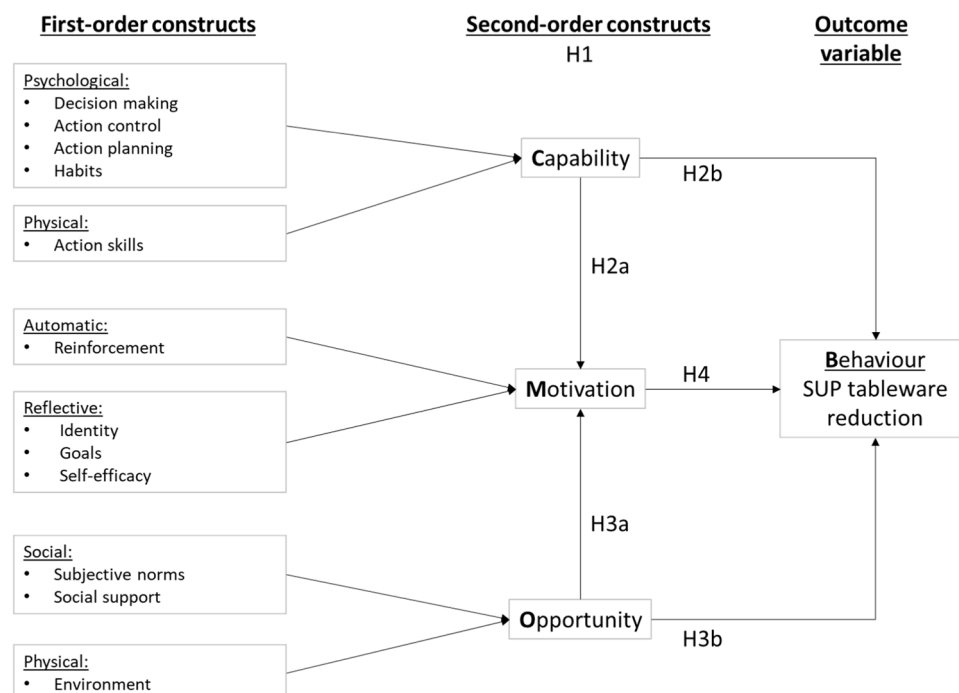 First-order constructs
Second-order constructs
H1
Outcome
variable
Psychological:
• Decision making
• Action control
• Action planning
• Habits
Physical:
• Action skills
Automatic:
• Reinforcement
Reflective:
• Identity
• Goals
• Self-efficacy
Social:
• Subjective norms
• Social support
Physical:
• Environment
Capability
H2b
H2a
Motivation
H4
H3a
Opportunity
H3b
Behaviour
SUP tableware
reduction